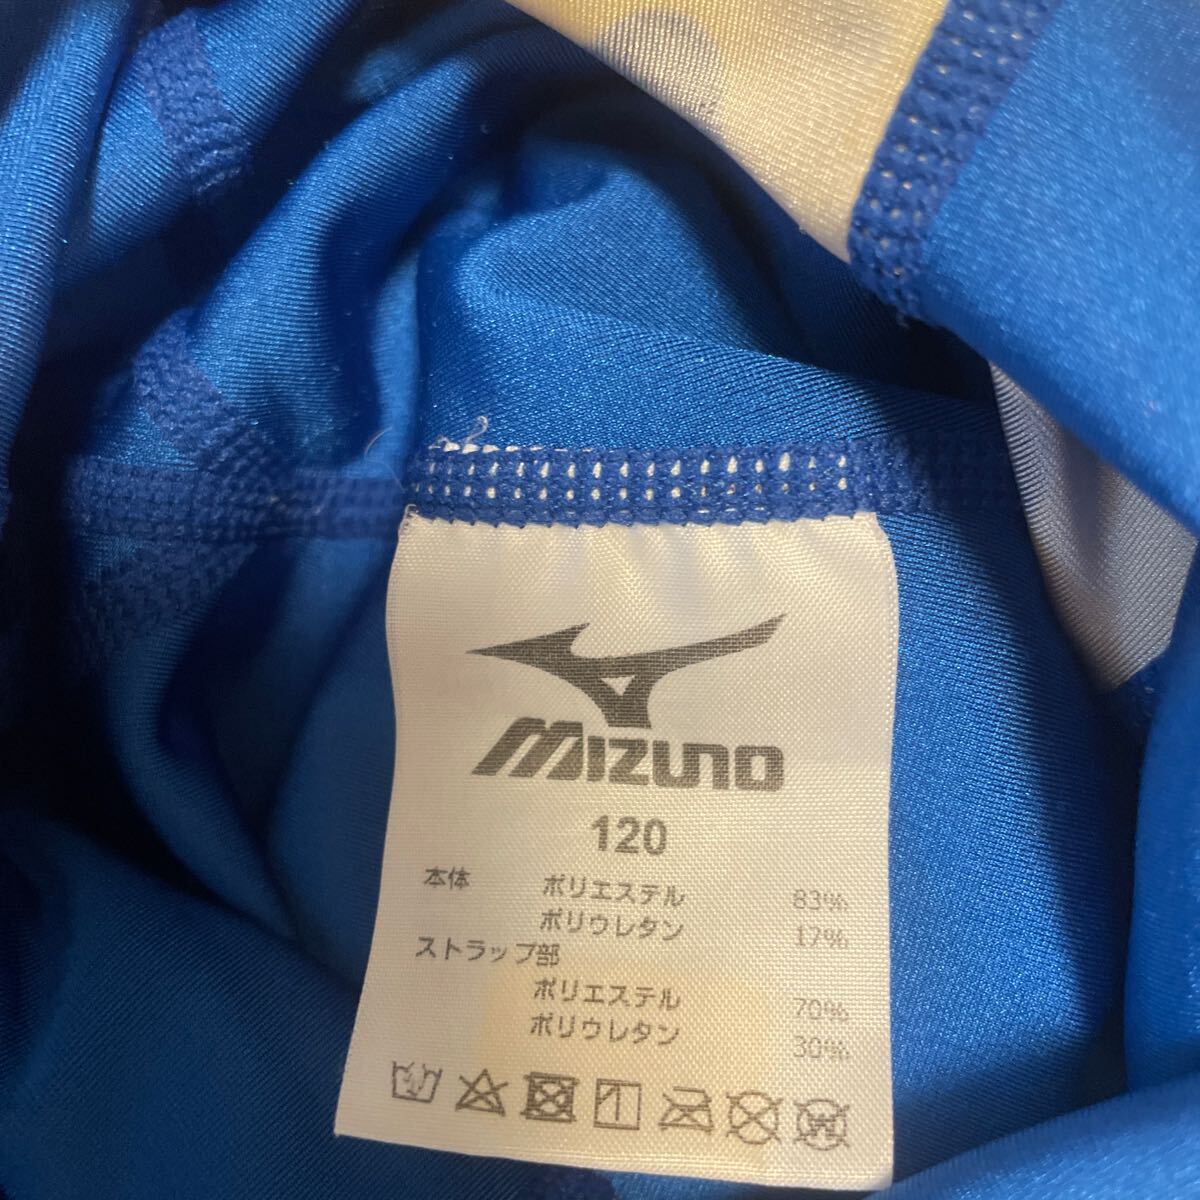 MIZUNO
120
本体 ポリエステル 83%
ポリウレタン 17%
ストラップ部
ポリエステル 70%
ポリウレタン 30%